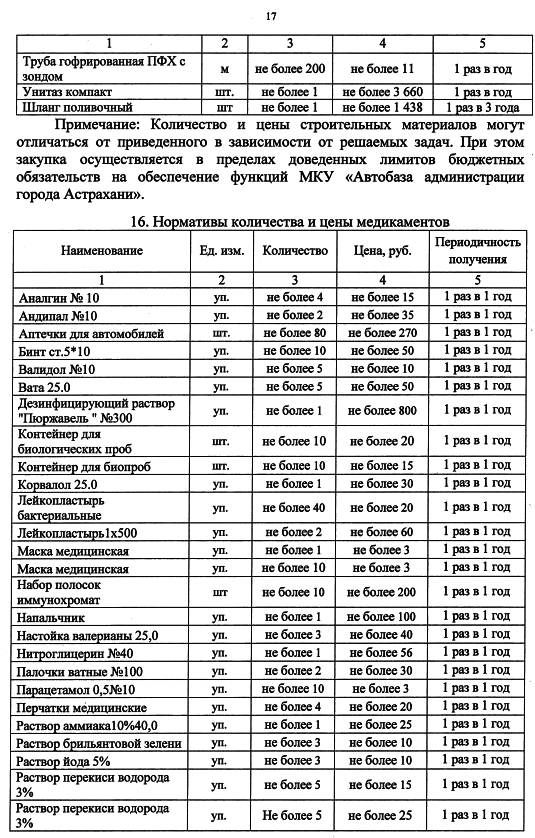 17
1 2 3 4 5
Труба гофрированная ПФХ с
зондом м не более 200 не более 11 1 раз в год
Унитаз компакт шт. не более 1 не более 3 660 1 раз в год
Шланг поливочный шт не более 1 не более 1 438 1 раз в 3 года
Примечание: Количество и цены строительных материалов могут
отличаться от приведенного в зависимости от решаемых задач. При этом
закупка осуществляется в пределах доведенных лимитов бюджетных
обязательств на обеспечение функций МКУ «Автобаза администрации
города Астрахани».
16. Нормативы количества и цены медикаментов
Наименование Ед. изм. Количество Цена, руб. Периодичность
получения
1 2 3 4 5
Аналгин № 10 уп. не более 4 не более 15 1 раз в 1 год
Андипал №10 уп. не более 2 не более 35 1 раз в 1 год
Аптечки для автомобилей шт. не более 80 не более 270 1 раз в 1 год
Бинт ст.5*10 уп. не более 10 не более 50 1 раз в 1 год
Валидол №10 уп. не более 5 не более 10 1 раз в 1 год
Вата 25.0 уп. не более 5 не более 50 1 раз в 1 год
Дезинфицирующий раствор
"Пюржавель " №300 уп. не более 1 не более 800 1 раз в 1 год
Контейнер для
биологических проб шт. не более 10 не более 20 1 раз в 1 год
Контейнер для биопроб шт. не более 10 не более 15 1 раз в 1 год
Корвалол 25.0 уп. не более 1 не более 30 1 раз в 1 год
Лейкопластырь
бактериальные уп. не более 40 не более 20 1 раз в 1 год
Лейкопластырь1х500 уп. не более 2 не более 60 1 раз в 1 год
Маска медицинская уп. не более 1 не более 3 1 раз в 1 год
Маска медицинская уп. не более 10 не более 3 1 раз в 1 год
Набор полосок
иммунохромат шт не более 10 не более 200 1 раз в 1 год
Напальчник уп. не более 1 не более 100 1 раз в 1 год
Настойка валерианы 25,0 уп. не более 3 не более 40 1 раз в 1 год
Нитроглицерин №40 уп. не более 1 не более 56 1 раз в 1 год
Палочки ватные №100 уп. не более 2 не более 30 1 раз в 1 год
Парацетамол 0,5№10 уп. не более 10 не более 3 1 раз в 1 год
Перчатки медицинские уп. не более 4 не более 20 1 раз в 1 год
Раствор аммиака10%40,0 уп. не более 1 не более 25 1 раз в 1 год
Раствор брильянтовой зелени уп. не более 3 не более 10 1 раз в 1 год
Раствор йода 5% уп. не более 3 не более 10 1 раз в 1 год
Раствор перекиси водорода
3% уп. не более 5 не более 15 1 раз в 1 год
Раствор перекиси водорода
3% уп. Не более 5 не более 25 1 раз в 1 год